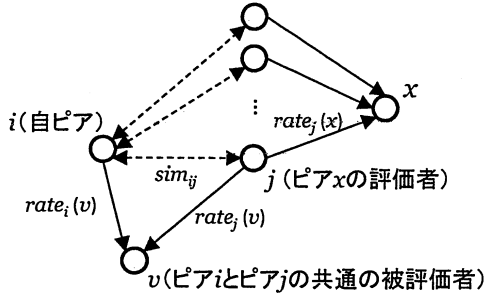 x
i(自ピア)
⋮
rate_j(x)
sim_ij
j (ピアxの評価者)
rate_i(v)
rate_j(v)
v(ピアiとピアjの共通の被評価者)